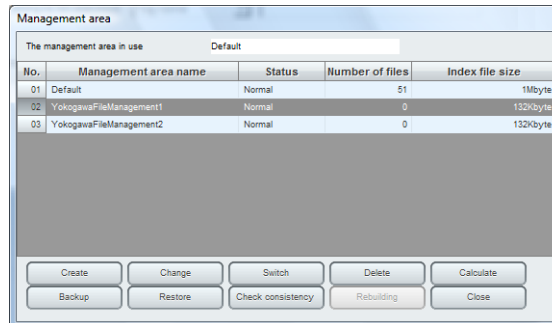 Management area
The management area in use Default
No. Management area name Status Number of files Index file size
01 Default Normal 51 1Mbyte
02 YokogawaFileManagement1 Normal 0 132Kbyte
03 YokogawaFileManagement2 Normal 0 132Kbyte
Create Change Switch Delete Calculate
Backup Restore Check consistency Rebuilding Close